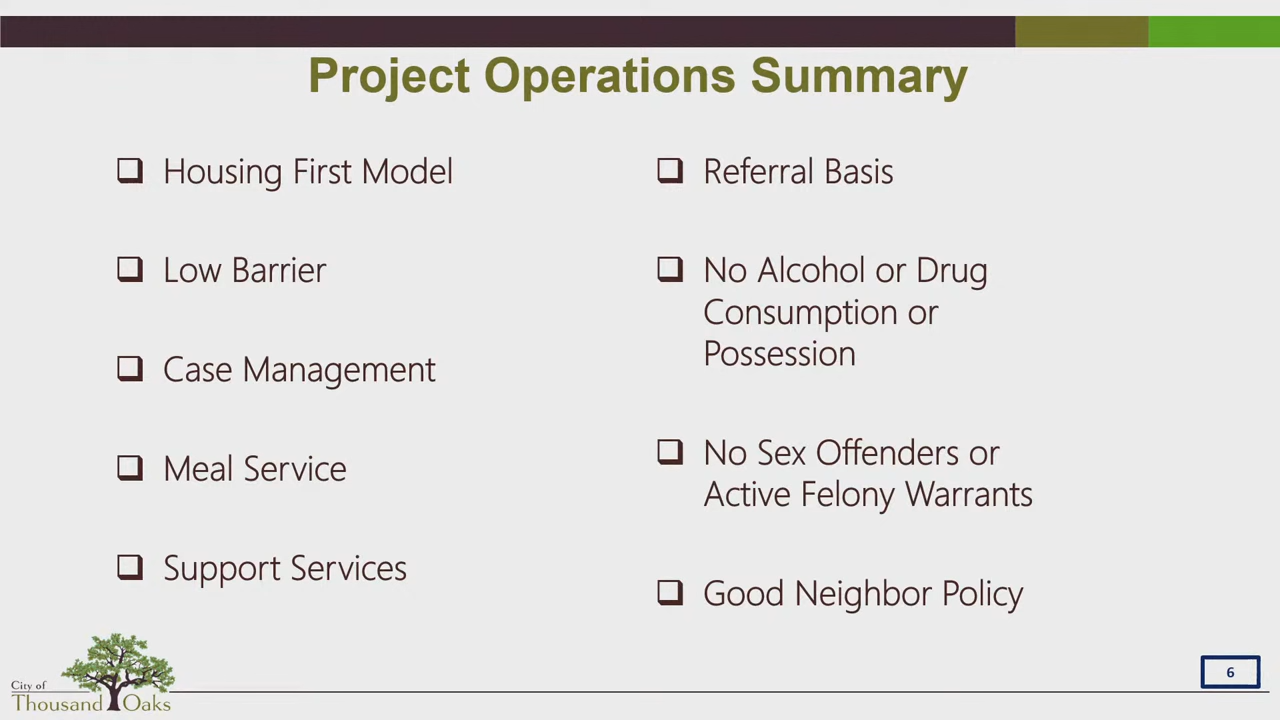 Project Operations Summary
Housing First Model
Low Barrier
Case Management
Meal Service
Support Services
Referral Basis
No Alcohol or Drug
Consumption or
Possession
No Sex Offenders or
Active Felony Warrants
Good Neighbor Policy
City of
Thousand Oaks
6